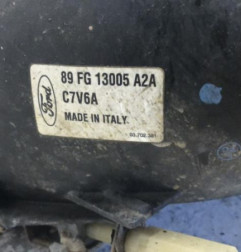 89 FG 13005 A2A
Ford
C7V6A
MADE IN ITALY